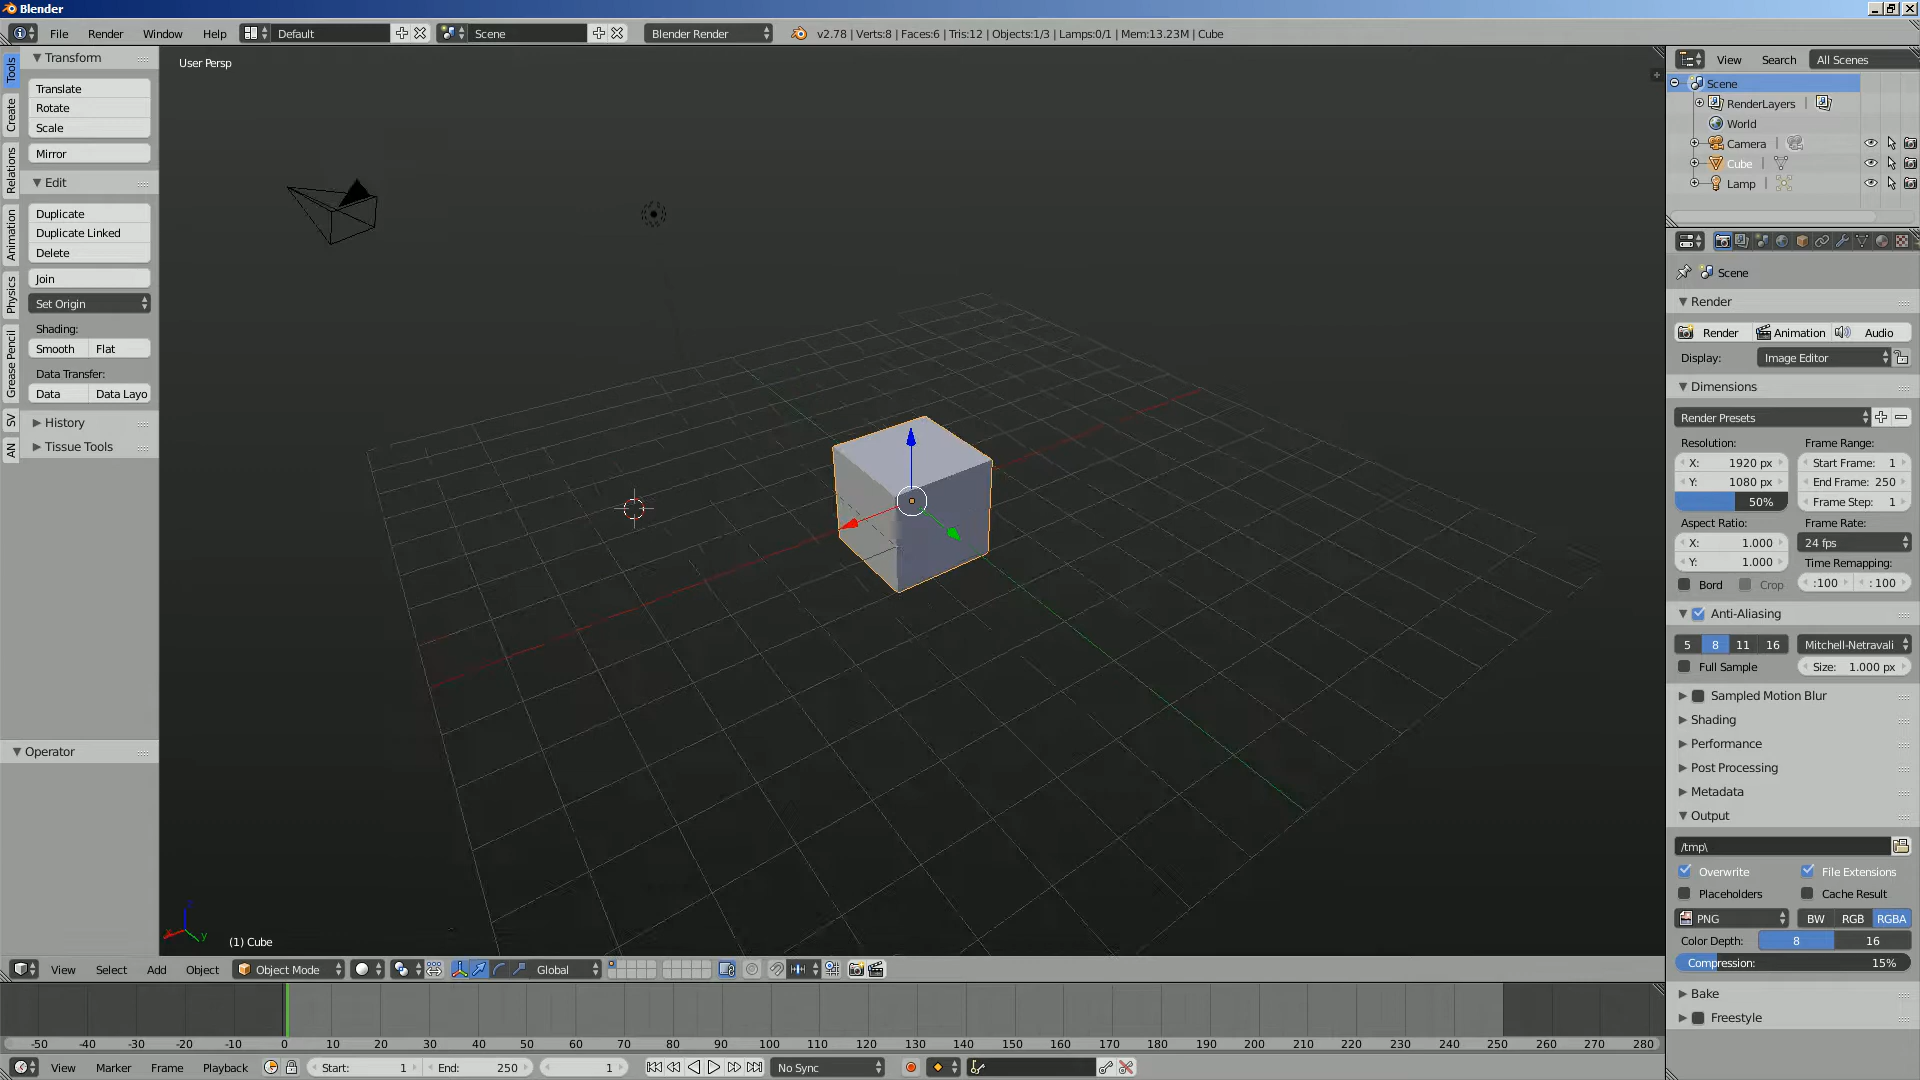 Blender
File Render Window Help Default Scene Blender Render v2.78 | Verts:8 | Faces:6 | Tris:12 | Objects:1/3 | Lamps:0/1 | Mem:13.23M | Cube
Tools
Create
Relations
Animation
Physics
Grease Pencil
SV
AN
Transform
Translate
Rotate
Scale
Mirror
Edit
Duplicate
Duplicate Linked
Delete
Join
Set Origin
Shading:
Smooth Flat
Data Transfer:
Data Data Layo
History
Tissue Tools
Operator
User Persp
x
y
z
(1) Cube
View Select Add Object Object Mode Global
-50 -40 -30 -20 -10 0 10 20 30 40 50 60 70 80 90 100 110 120 130 140 150 160 170 180 190 200 210 220 230 240 250 260 270 280
View Marker Frame Playback Start: 1 End: 250 1 No Sync
View Search All Scenes
Scene
RenderLayers
World
Camera
Cube
Lamp
Scene
Render
Render Animation Audio
Display: Image Editor
Dimensions
Render Presets
Resolution: Frame Range:
X: 1920 px Start Frame: 1
Y: 1080 px End Frame: 250
50% Frame Step: 1
Aspect Ratio: Frame Rate:
X: 1.000 24 fps
Y: 1.000 Time Remapping:
Bord Crop :100 : 100
Anti-Aliasing
5 8 11 16 Mitchell-Netravali
Full Sample Size: 1.000 px
Sampled Motion Blur
Shading
Performance
Post Processing
Metadata
Output
/tmp\
Overwrite File Extensions
Placeholders Cache Result
PNG BW RGB RGBA
Color Depth: 8 16
Compression: 15%
Bake
Freestyle